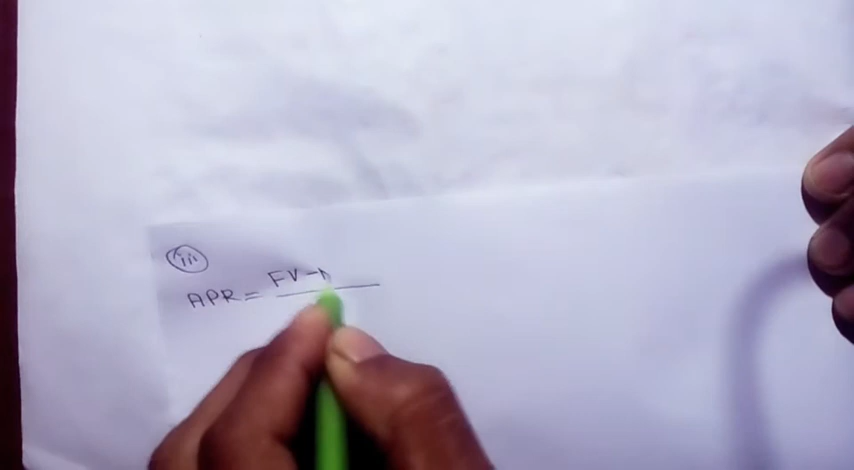 iii
APR = FV -